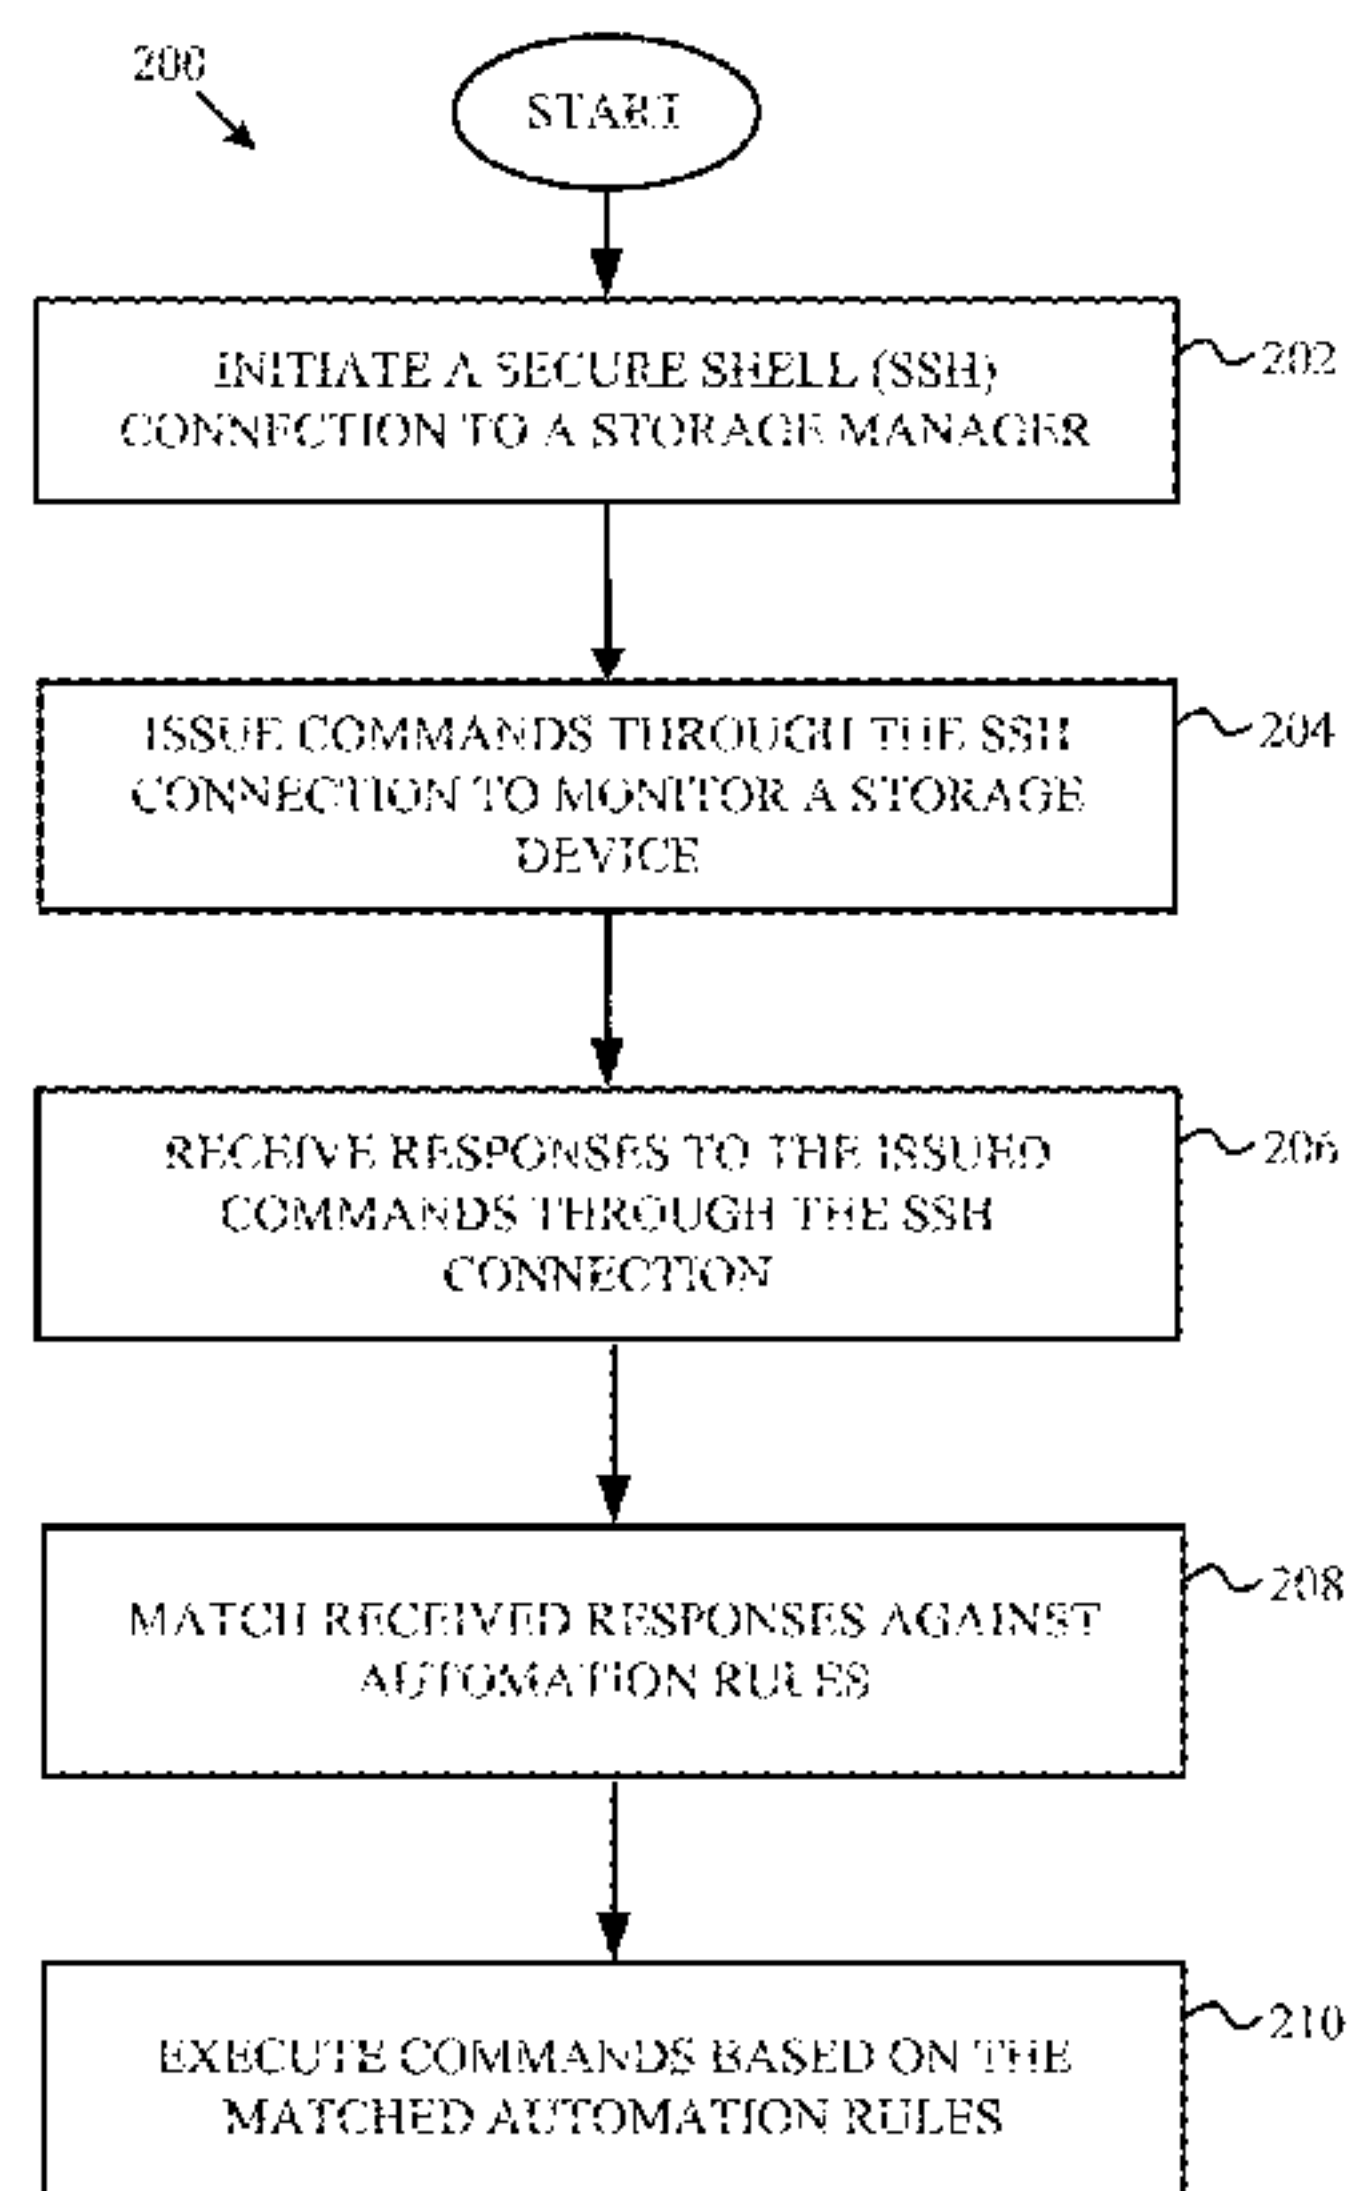 200
START
INITIATE A SECURE SHELL (SSH)
CONNECTION TO A STORAGE MANAGER
202
ISSUE COMMANDS THROUGH THE SSH
CONNECTION TO MONITOR A STORAGE
DEVICE
204
RECEIVE RESPONSES TO THE ISSUED
COMMANDS THROUGH THE SSH
CONNECTION
206
MATCH RECEIVED RESPONSES AGAINST
AUTOMATION RULES
208
EXECUTE COMMANDS BASED ON THE
MATCHED AUTOMATION RULES
210